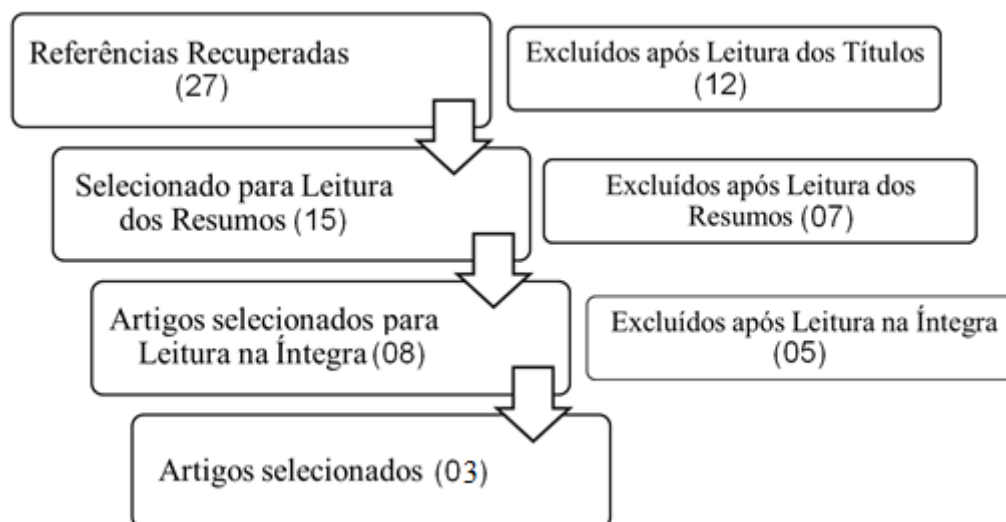 Referências Recuperadas
(27)
Excluídos após Leitura dos Títulos
(12)
Selecionado para Leitura
dos Resumos (15)
Excluídos após Leitura dos
Resumos (07)
Artigos selecionados para
Leitura na Íntegra (08)
Excluídos após Leitura na Íntegra
(05)
Artigos selecionados (03)